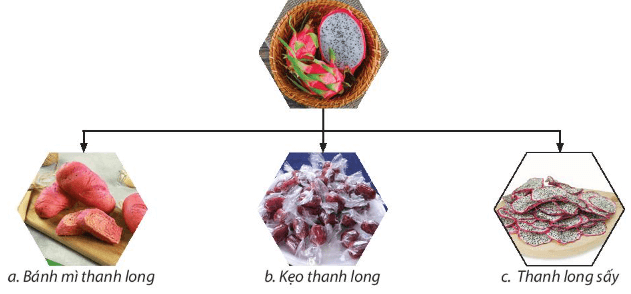 a. Bánh mì thanh long
b. Kẹo thanh long
c. Thanh long sấy